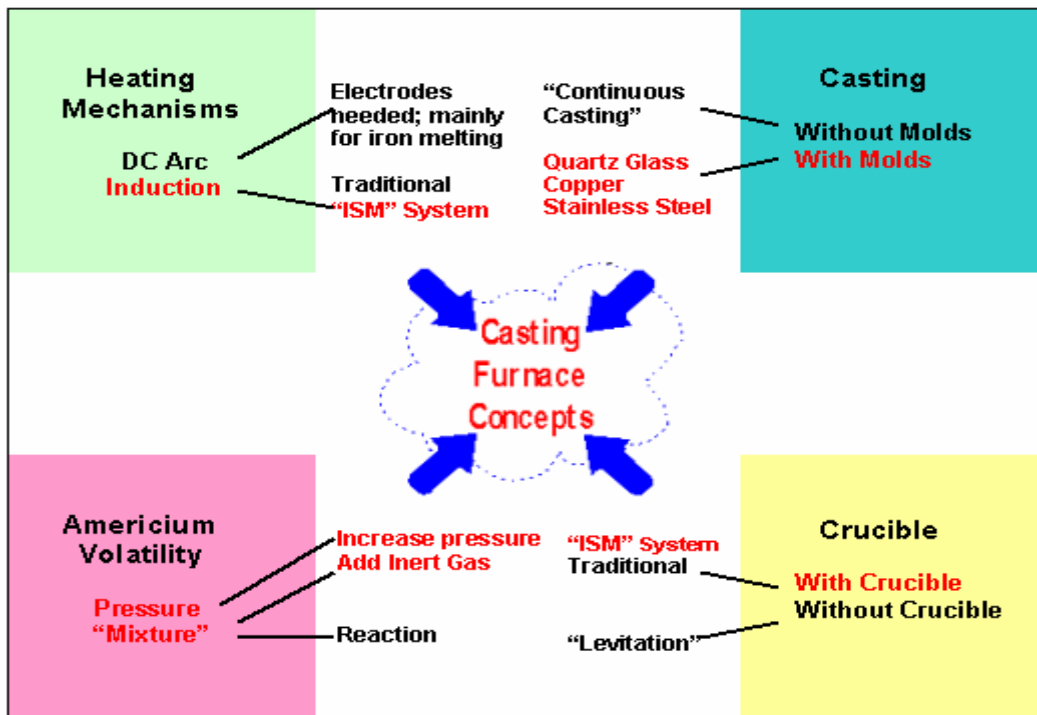 Heating
Mechanisms
DC Arc
Induction
Electrodes
needed; mainly
for iron melting
Traditional
“ISM” System
“Continuous
Casting”
Quartz Glass
Copper
Stainless Steel
Casting
Without Molds
With Molds
Casting
Furnace
Concepts
Americium
Volatility
Pressure
“Mixture”
Increase pressure
Add Inert Gas
Reaction
“ISM” System
Traditional
“Levitation”
Crucible
With Crucible
Without Crucible